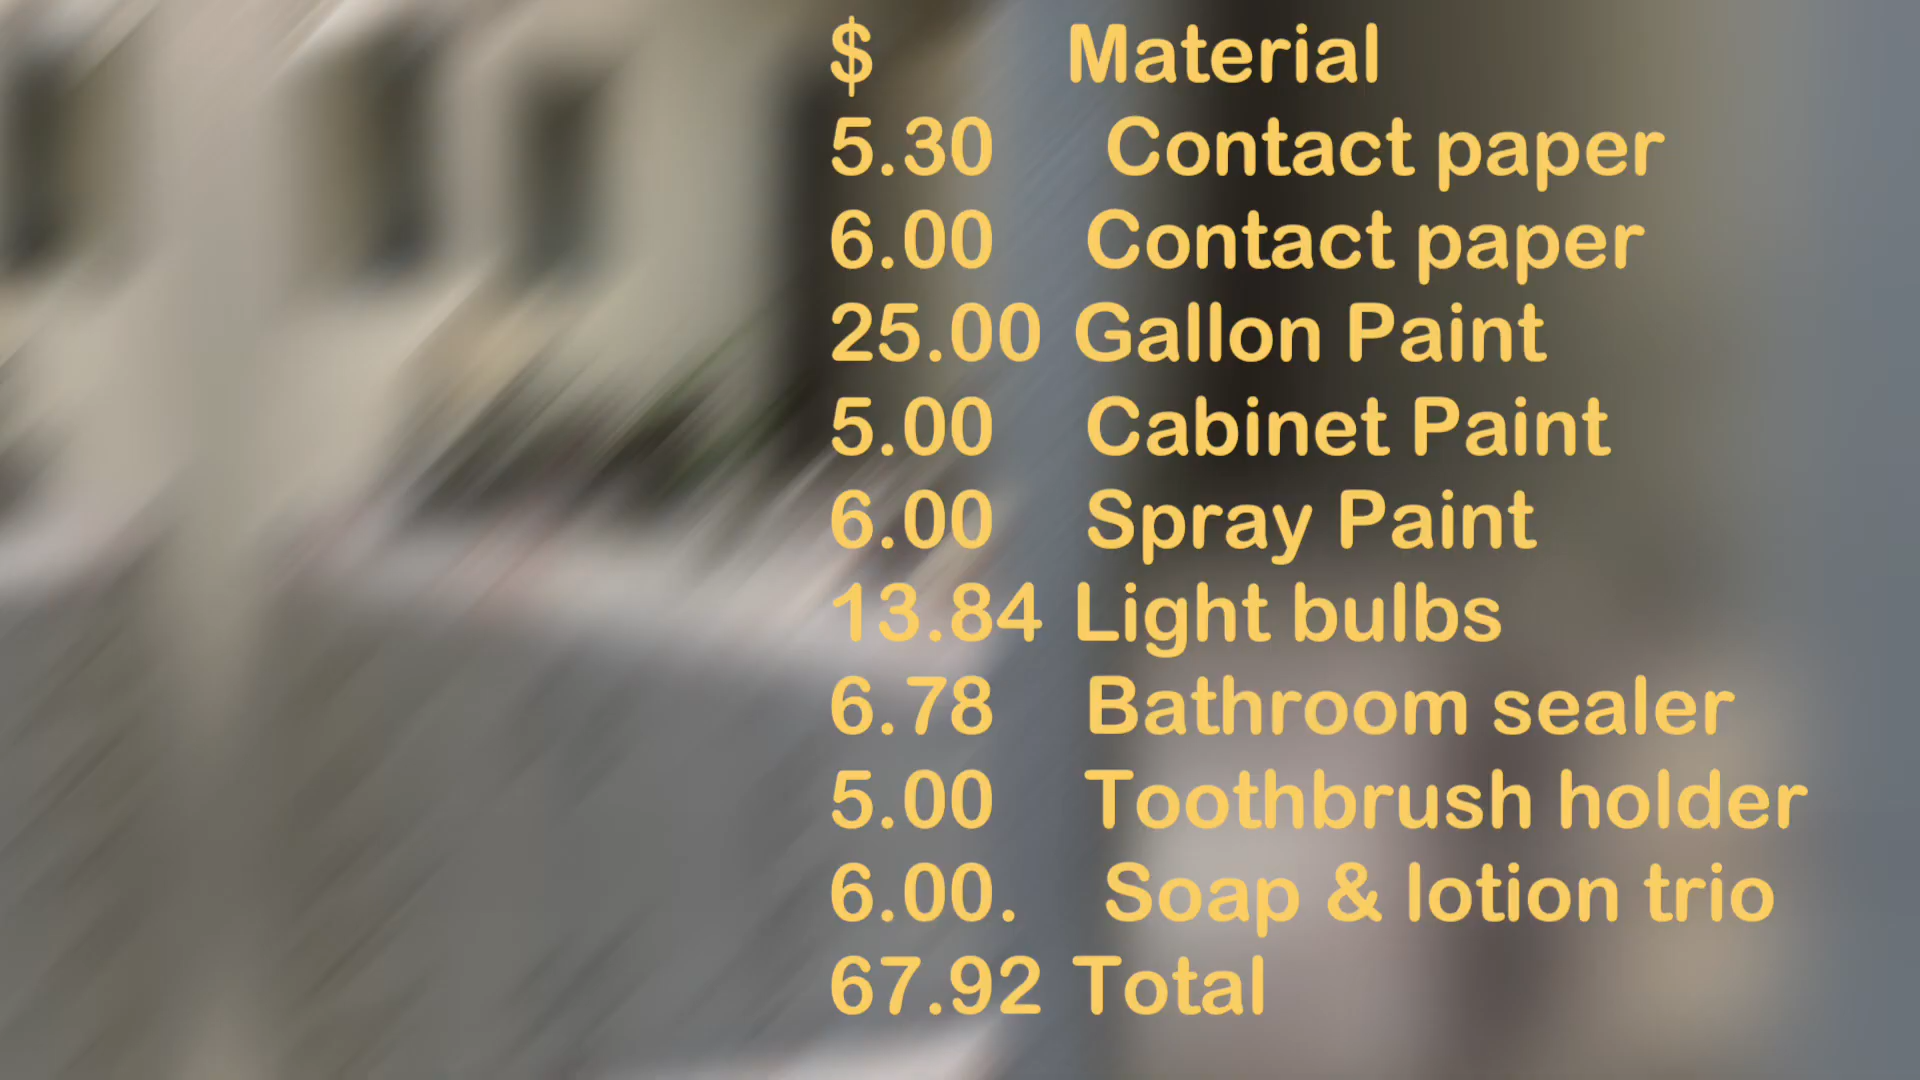 $ Material
5.30 Contact paper
6.00 Contact paper
25.00 Gallon Paint
5.00 Cabinet Paint
6.00 Spray Paint
13.84 Light bulbs
6.78 Bathroom sealer
5.00 Toothbrush holder
6.00. Soap & lotion trio
67.92 Total